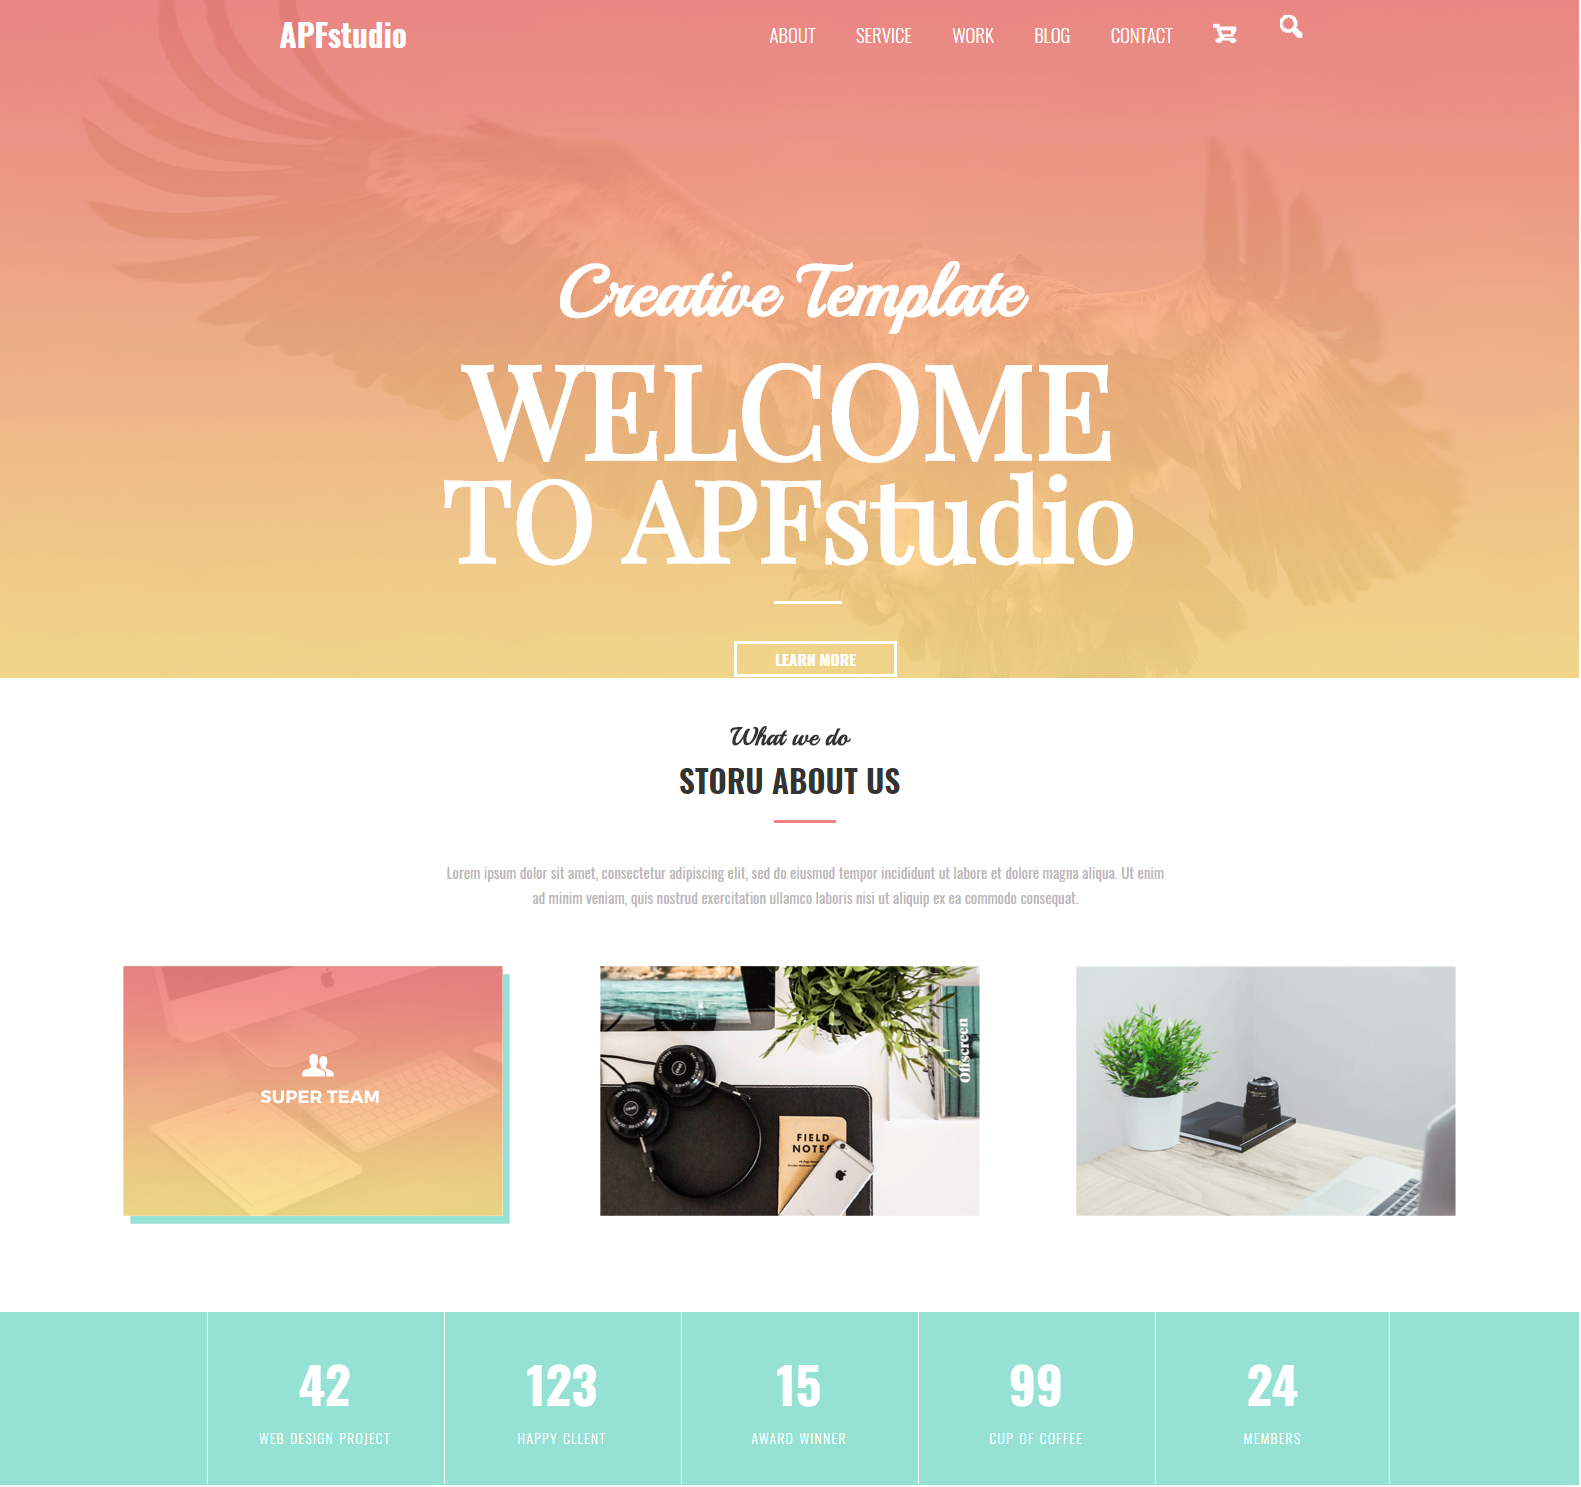 APFstudio
ABOUT SERVICE WORK BLOG CONTACT
Creative Template
WELCOME
TO APFstudio
LEARN MORE
What we do
STORU ABOUT US
Lorem ipsum dolor sit amet, consectetur adipiscing elit, sed do eiusmod tempor incididunt ut labore et dolore magna aliqua. Ut enim
ad minim veniam, quis nostrud exercitation ullamco laboris nisi ut aliquip ex ea commodo consequat.
SUPER TEAM
Offscreen
FIELD
NOTES
42 123 15 99 24
WEB DESIGN PROJECT HAPPY CLLENT AWARD WINNER CUP OF COFFEE MEMBERS